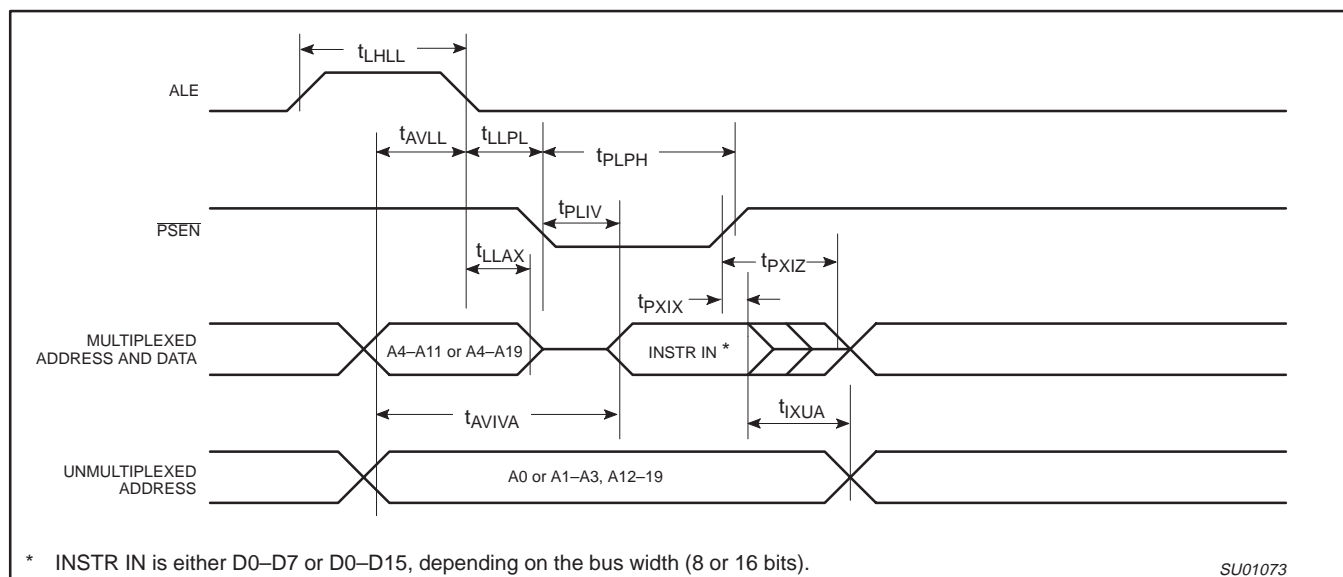 tLHLL
ALE
tAVLL
tLLPL
tPLPH
tPLIV
PSEN
tLLAX
tPXIZ
tPXIX
MULTIPLEXED
ADDRESS AND DATA
A4–A11 or A4–A19
INSTR IN *
tAVIVA
tIXUA
UNMULTIPLEXED
ADDRESS
A0 or A1–A3, A12–19
* INSTR IN is either D0–D7 or D0–D15, depending on the bus width (8 or 16 bits).
SU01073